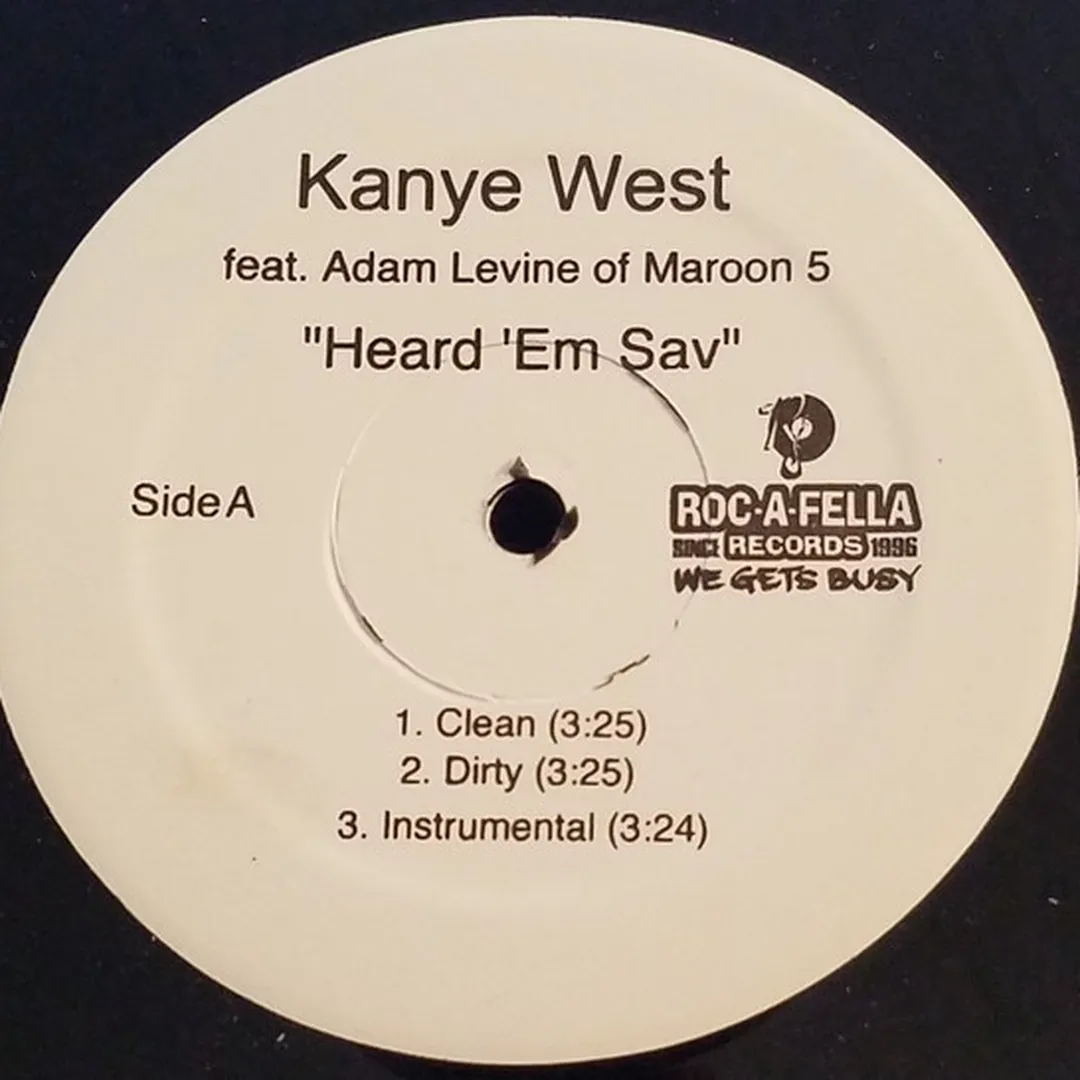 Kanye West
feat. Adam Levine of Maroon 5
"Heard 'Em Sav"
Side A
ROC-A-FELLA
SINCE RECORDS 1996
WE GETS BUSY
1. Clean (3:25)
2. Dirty (3:25)
3. Instrumental (3:24)